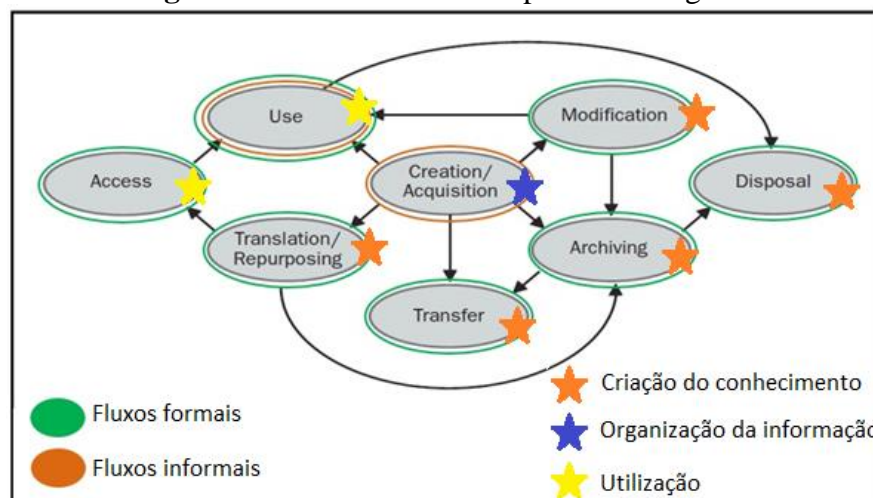 Use
Modification
Access
Creation/
Acquisition
Disposal
Translation/
Repurposing
Archiving
Transfer
Fluxos formais
Fluxos informais
Criação do conhecimento
Organização da informação
Utilização